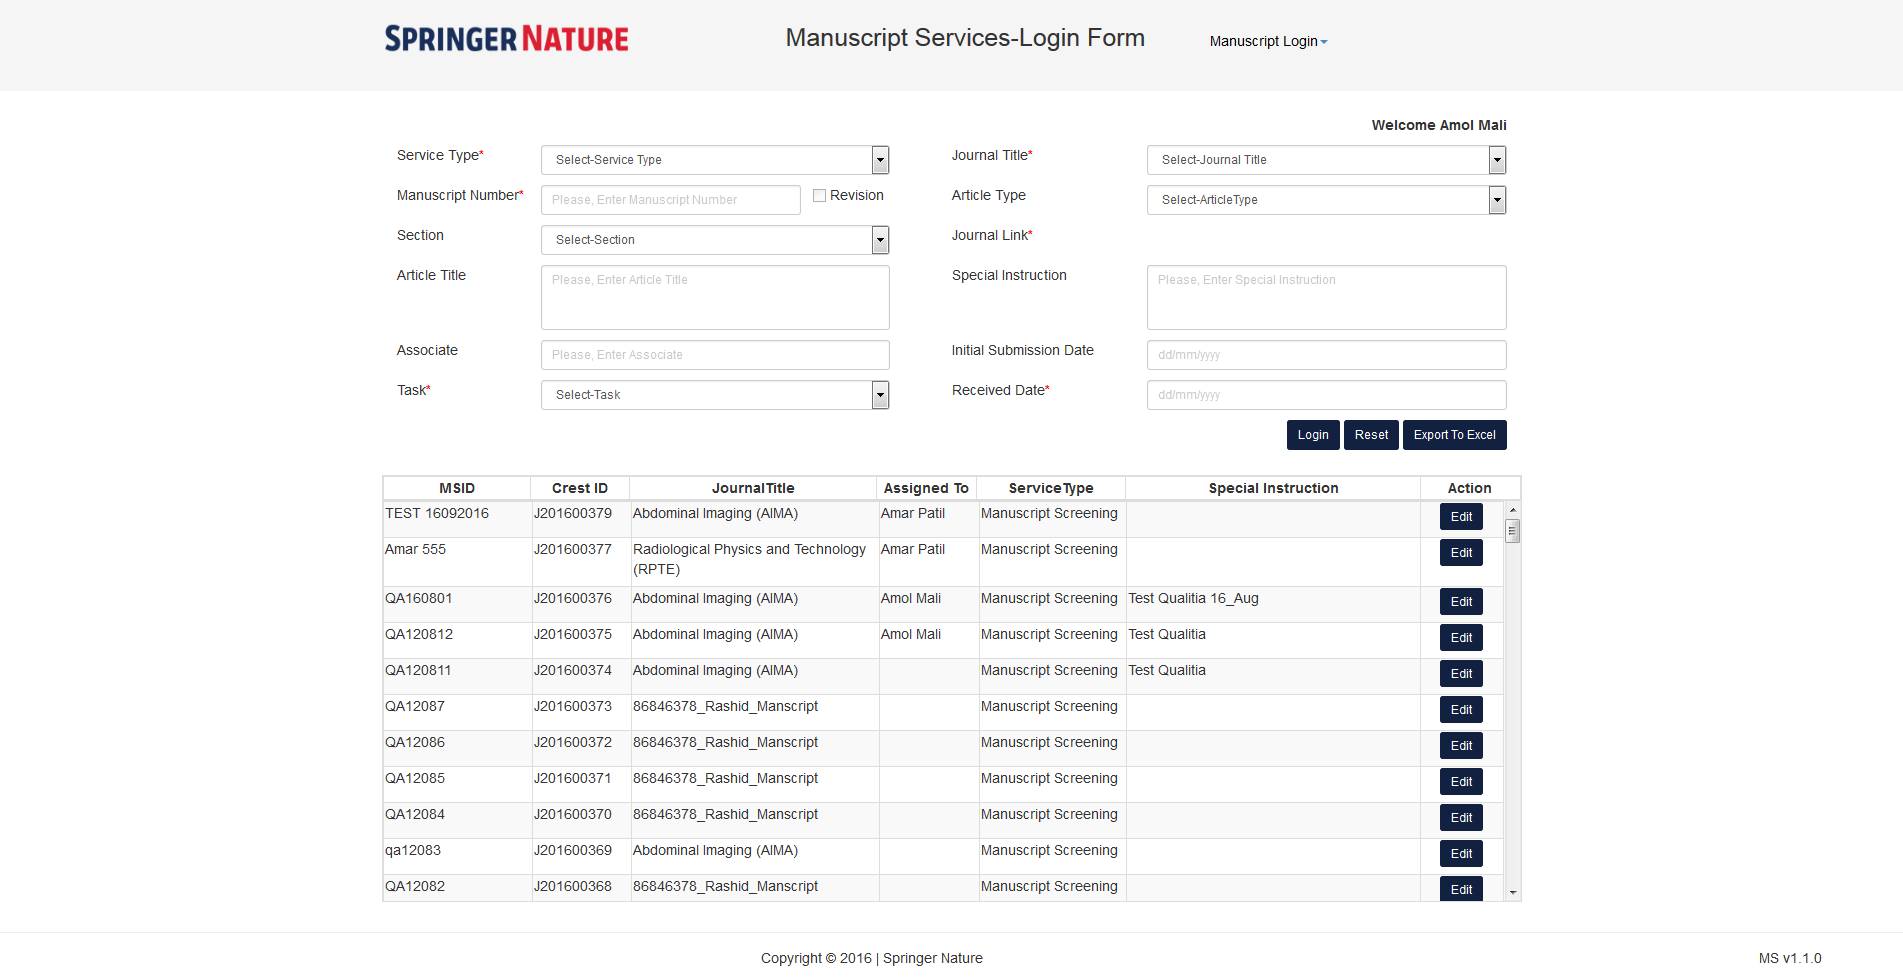 SPRINGER NATURE
Manuscript Services-Login Form
Manuscript Login
Welcome Amol Mali
Service Type* Select-Service Type Journal Title* Select-Journal Title
Manuscript Number* Please, Enter Manuscript Number Revision Article Type Select-ArticleType
Section Select-Section Journal Link*
Article Title Please, Enter Article Title Special Instruction Please, Enter Special Instruction
Associate Please, Enter Associate Initial Submission Date dd/mm/yyyy
Task* Select-Task Received Date* dd/mm/yyyy
Login Reset Export To Excel
MSID Crest ID JournalTitle Assigned To ServiceType Special Instruction Action
TEST 16092016 J201600379 Abdominal Imaging (AIMA) Amar Patil Manuscript Screening Edit
Amar 555 J201600377 Radiological Physics and Technology Amar Patil Manuscript Screening Edit
(RPTE)
QA160801 J201600376 Abdominal Imaging (AIMA) Amol Mali Manuscript Screening Test Qualitia 16_Aug Edit
QA120812 J201600375 Abdominal Imaging (AIMA) Amol Mali Manuscript Screening Test Qualitia Edit
QA120811 J201600374 Abdominal Imaging (AIMA) Manuscript Screening Test Qualitia Edit
QA12087 J201600373 86846378_Rashid_Manscript Manuscript Screening Edit
QA12086 J201600372 86846378_Rashid_Manscript Manuscript Screening Edit
QA12085 J201600371 86846378_Rashid_Manscript Manuscript Screening Edit
QA12084 J201600370 86846378_Rashid_Manscript Manuscript Screening Edit
qa12083 J201600369 Abdominal Imaging (AIMA) Manuscript Screening Edit
QA12082 J201600368 86846378_Rashid_Manscript Manuscript Screening Edit
Copyright © 2016 | Springer Nature
MS v1.1.0